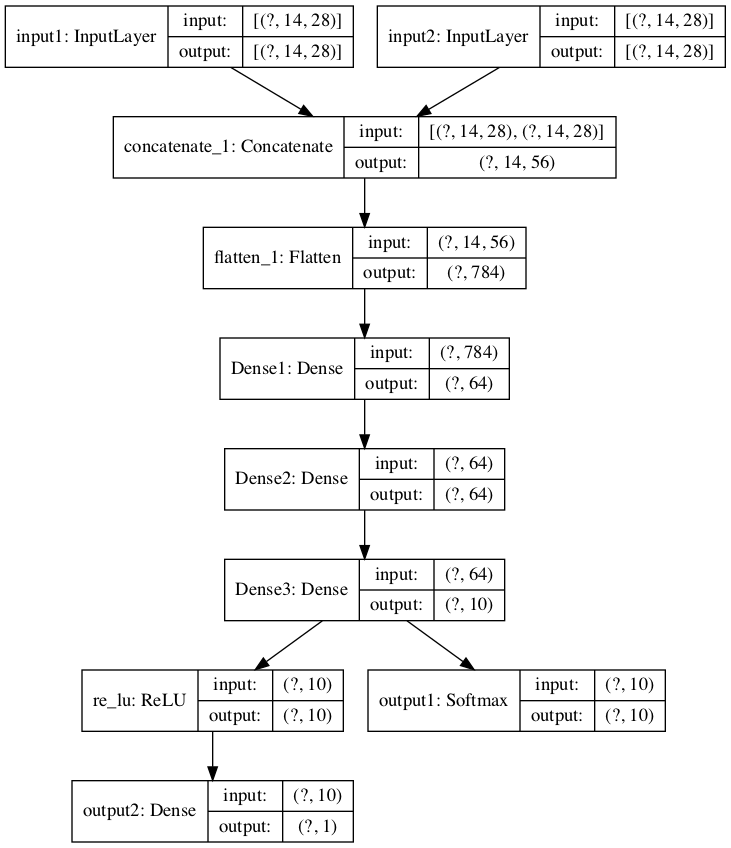 input1: InputLayer
input: [(?, 14, 28)]
output: [(?, 14, 28)]
input2: InputLayer
input: [(?, 14, 28)]
output: [(?, 14, 28)]
concatenate_1: Concatenate
input: [(?, 14, 28), (?, 14, 28)]
output: (?, 14, 56)
flatten_1: Flatten
input: (?, 14, 56)
output: (?, 784)
Dense1: Dense
input: (?, 784)
output: (?, 64)
Dense2: Dense
input: (?, 64)
output: (?, 64)
Dense3: Dense
input: (?, 64)
output: (?, 10)
re_lu: ReLU
input: (?, 10)
output: (?, 10)
output1: Softmax
input: (?, 10)
output: (?, 10)
output2: Dense
input: (?, 10)
output: (?, 1)